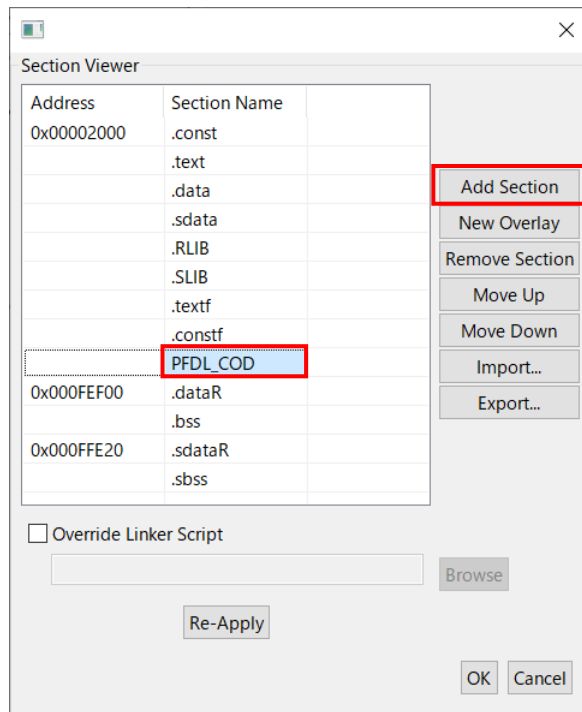 Section Viewer
Address Section Name
0x00002000 .const
.text
.data
.sdata
.RLIB
.SLIB
.textf
.constf
PFDL_COD
0x000FEF00 .dataR
.bss
0x000FFE20 .sdataR
.sbss
Add Section
New Overlay
Remove Section
Move Up
Move Down
Import...
Export...
Override Linker Script
Browse
Re-Apply
OK Cancel